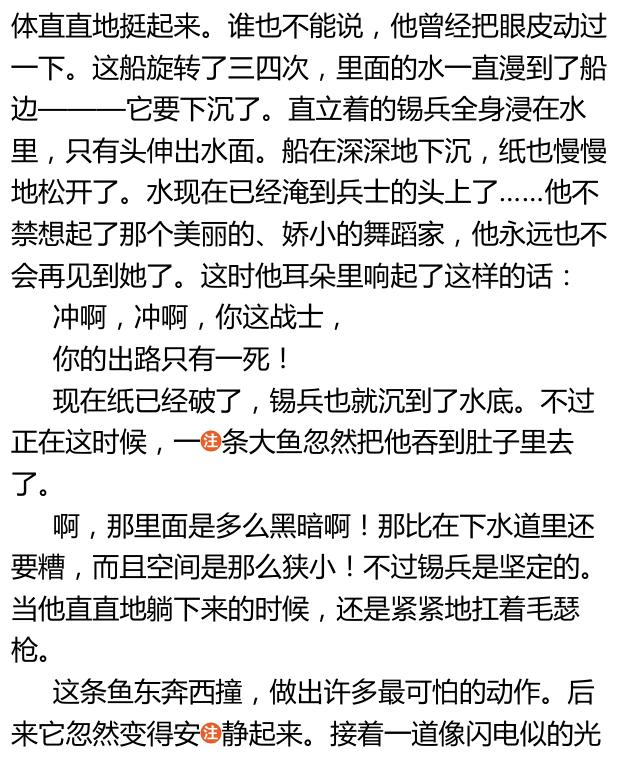 体直直地挺起来。谁也不能说，他曾经把眼皮动过
一下。这船旋转了三四次，里面的水一直漫到了船
边———它要下沉了。直立着的锡兵全身浸在水
里，只有头伸出水面。船在深深地下沉，纸也慢慢
地松开了。水现在已经淹到兵士的头上了……他不
禁想起了那个美丽的、娇小的舞蹈家，他永远也不
会再见到她了。这时他耳朵里响起了这样的话：
冲啊，冲啊，你这战士，
你的出路只有一死！
现在纸已经破了，锡兵也就沉到了水底。不过
正在这时候，一注条大鱼忽然把他吞到肚子里去
了。
啊，那里面是多么黑暗啊！那比在下水道里还
要糟，而且空间是那么狭小！不过锡兵是坚定的。
当他直直地躺下来的时候，还是紧紧地扛着毛瑟
枪。
这条鱼东奔西撞，做出许多最可怕的动作。后
来它忽然变得安注静起来。接着一道像闪电似的光